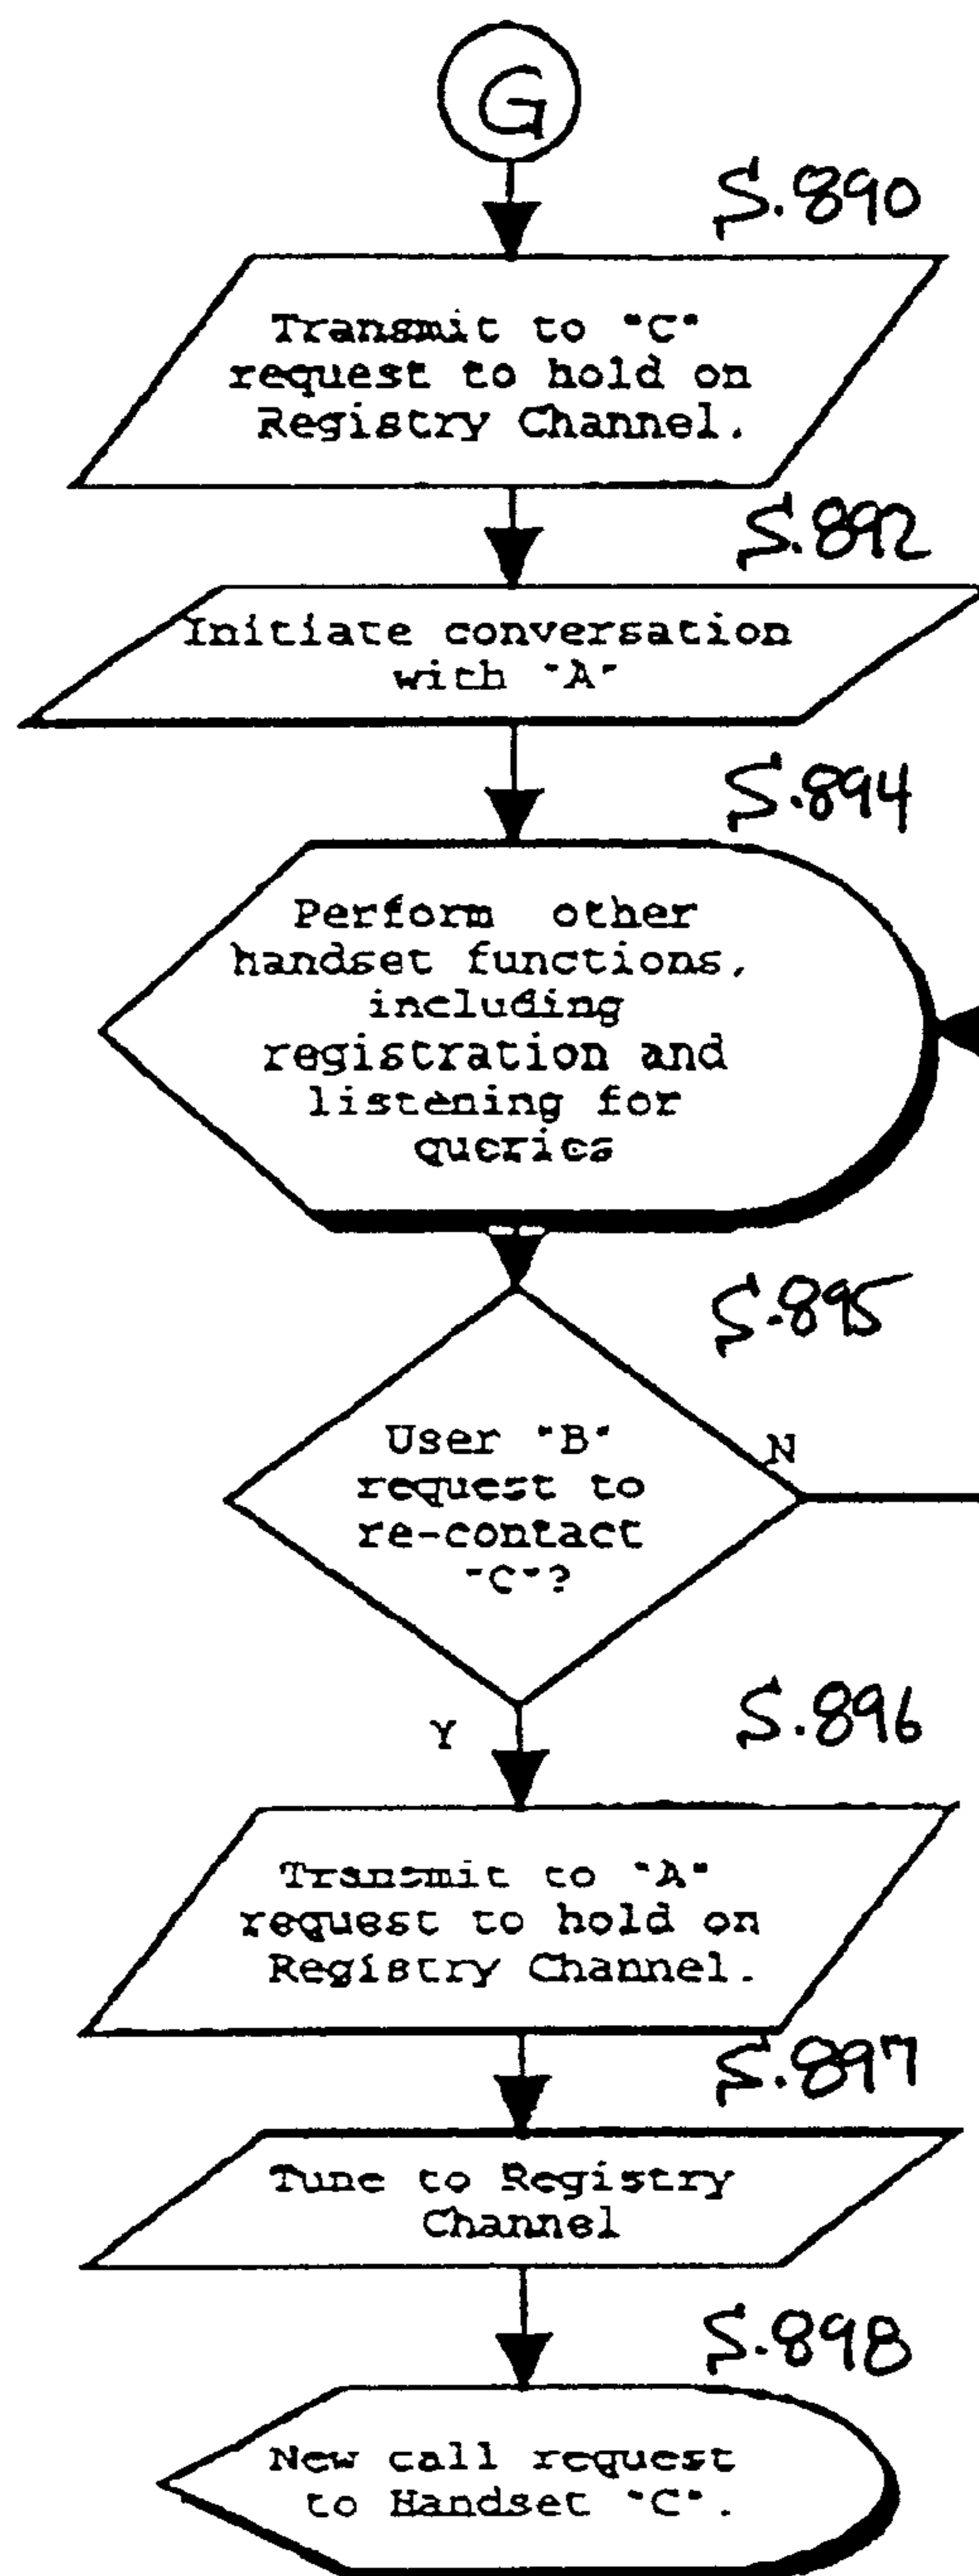 G
S.890
Transmit to "C"
request to hold on
Registry Channel.
S.892
Initiate conversation
with "A"
S.894
Perform other
handset functions,
including
registration and
listening for
queries
S.895
User "B"
request to
re-contact
"C"?
N
Y
S.896
Transmit to "A"
request to hold on
Registry Channel.
S.897
Tune to Registry
Channel
S.898
New call request
to Handset "C".